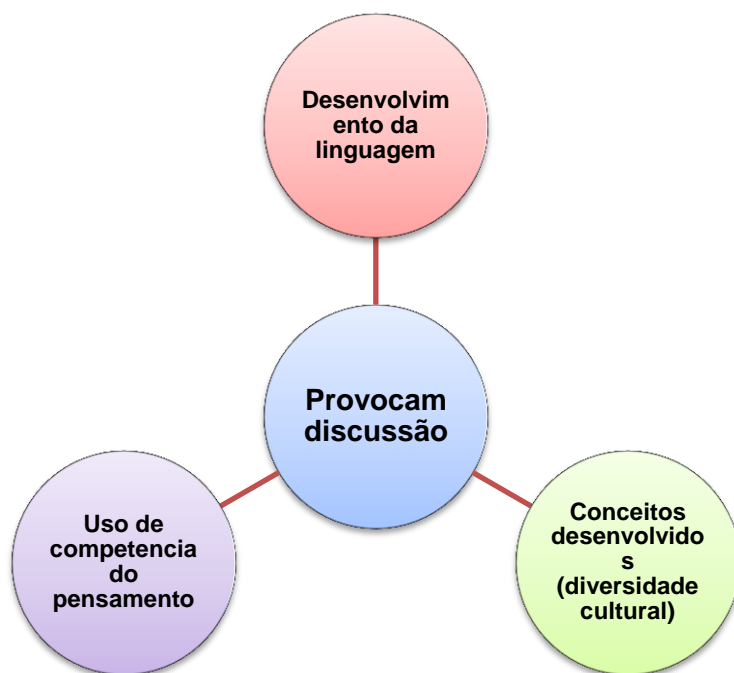 Desenvolvim
ento da
linguagem
Provocam
discussão
Uso de
competencia
do
pensamento
Conceitos
desenvolvido
s
(diversidade
cultural)